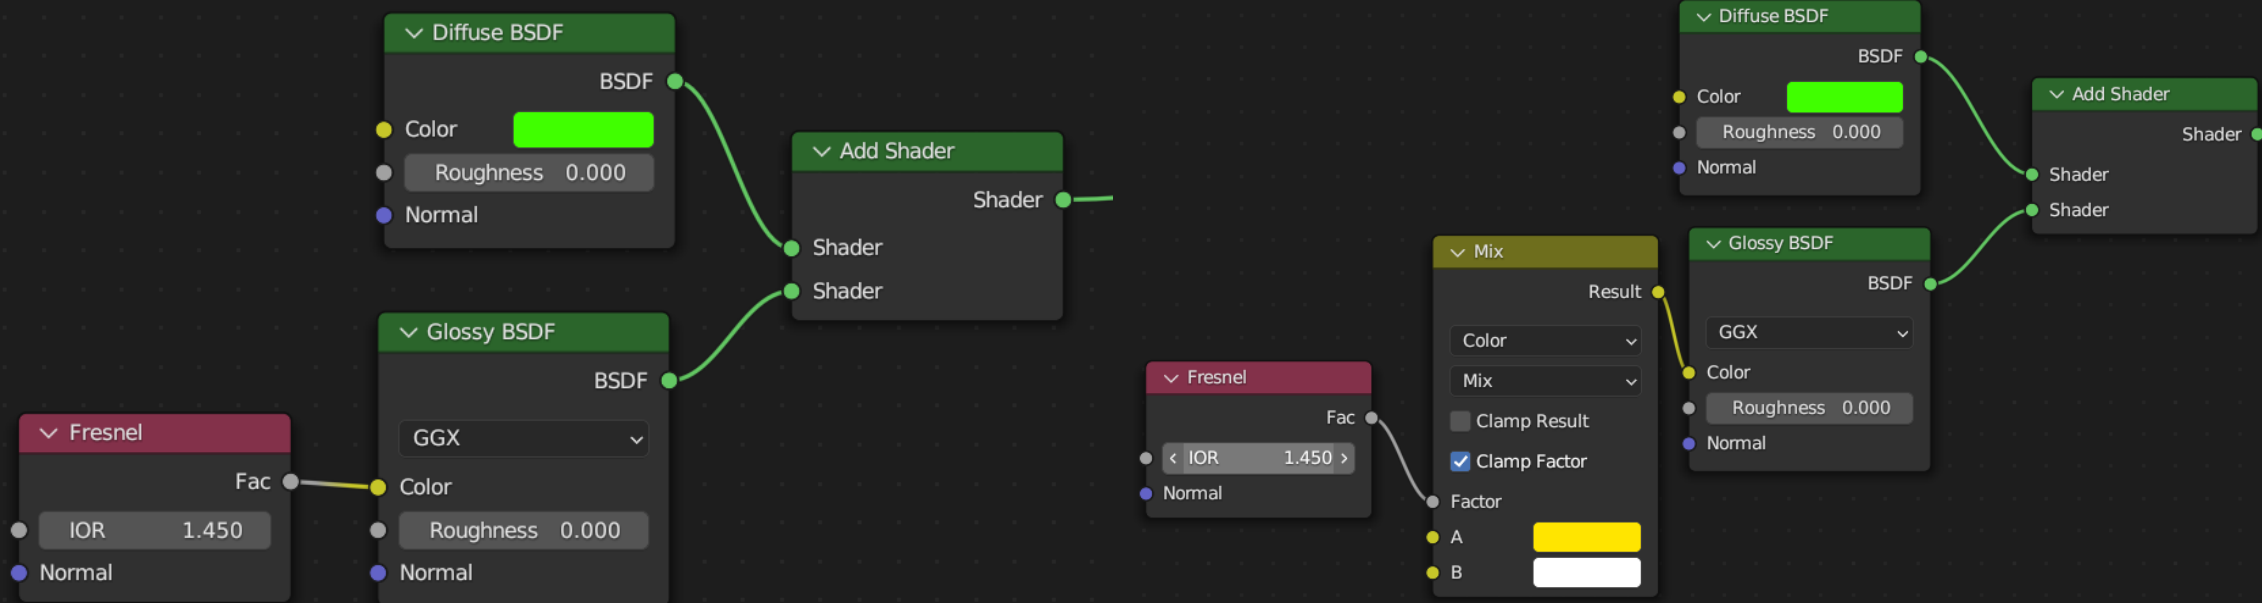 Diffuse BSDF
BSDF
Color
Roughness 0.000
Normal
Add Shader
Shader
Shader
Shader
Glossy BSDF
BSDF
GGX
Color
Roughness 0.000
Normal
Fresnel
Fac
IOR 1.450
Normal
Diffuse BSDF
BSDF
Color
Roughness 0.000
Normal
Add Shader
Shader
Shader
Shader
Mix
Result
Color
Mix
Clamp Result
Clamp Factor
Factor
A
B
Glossy BSDF
BSDF
GGX
Color
Roughness 0.000
Normal
Fresnel
Fac
IOR 1.450
Normal